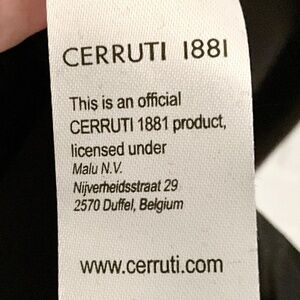 CERRUTI 1881
This is an official
CERRUTI 1881 product,
licensed under
Malu N.V.
Nijverheidsstraat 29
2570 Duffel, Belgium
www.cerruti.com